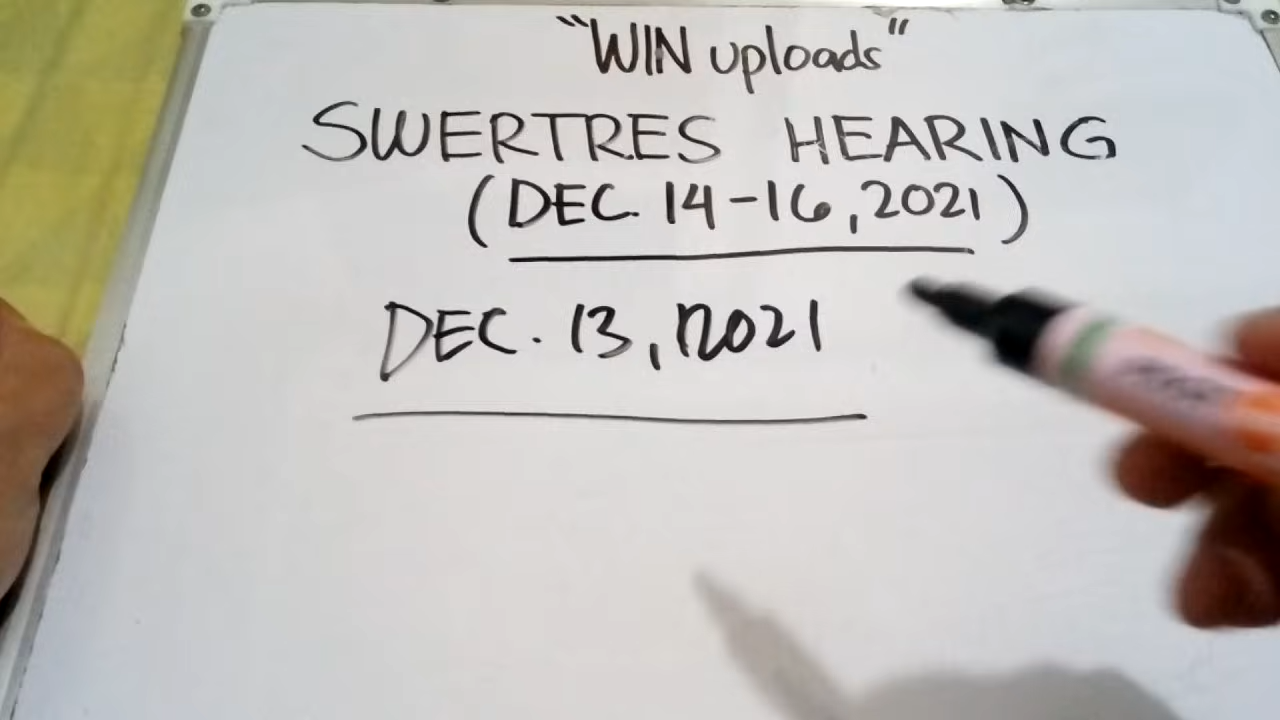 "WIN uploads"
SWERTRES HEARING
(DEC. 14-16, 2021)
DEC. 13, 2021